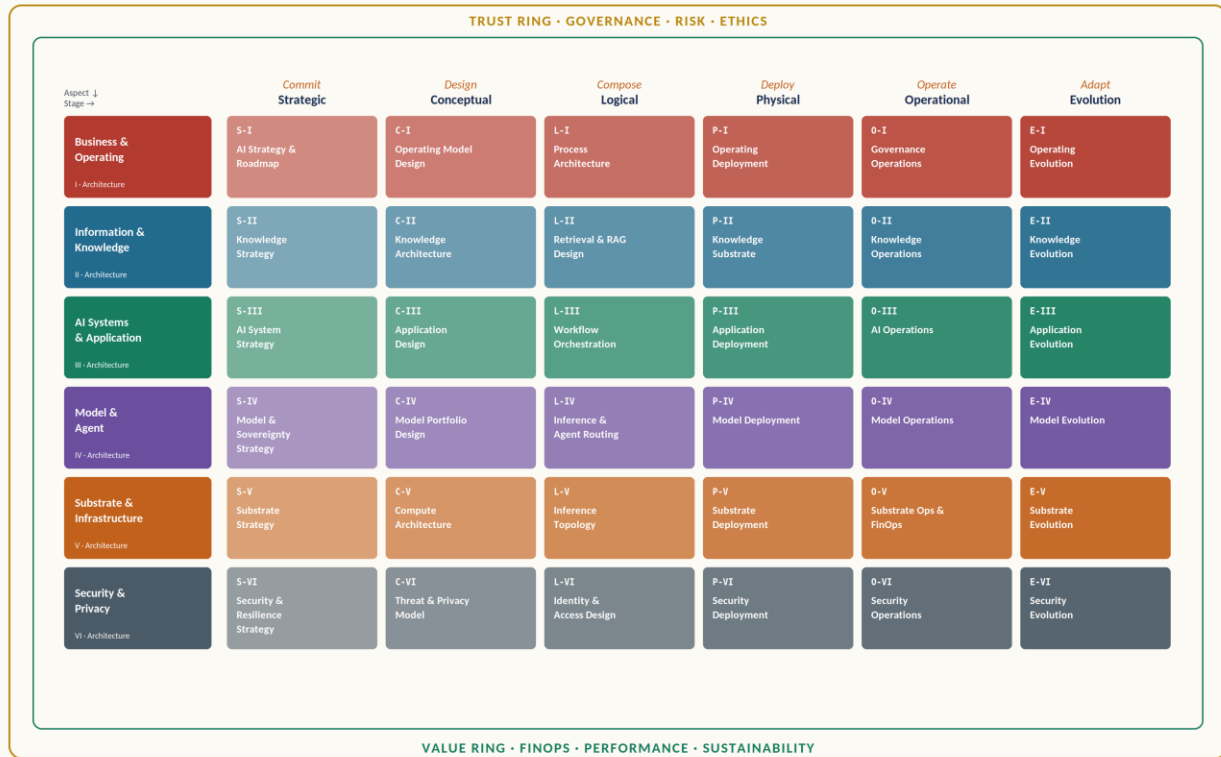 TRUST RING · GOVERNANCE · RISK · ETHICS
Aspect ↓
Stage →
Commit
Strategic
Design
Conceptual
Compose
Logical
Deploy
Physical
Operate
Operational
Adapt
Evolution
Business &
Operating
I · Architecture
S-I
AI Strategy &
Roadmap
C-I
Operating Model
Design
L-I
Process
Architecture
P-I
Operating
Deployment
O-I
Governance
Operations
E-I
Operating
Evolution
Information &
Knowledge
II · Architecture
S-II
Knowledge
Strategy
C-II
Knowledge
Architecture
L-II
Retrieval & RAG
Design
P-II
Knowledge
Substrate
O-II
Knowledge
Operations
E-II
Knowledge
Evolution
AI Systems
& Application
III · Architecture
S-III
AI System
Strategy
C-III
Application
Design
L-III
Workflow
Orchestration
P-III
Application
Deployment
O-III
AI Operations
E-III
Application
Evolution
Model &
Agent
IV · Architecture
S-IV
Model &
Sovereignty
Strategy
C-IV
Model Portfolio
Design
L-IV
Inference &
Agent Routing
P-IV
Model Deployment
O-IV
Model Operations
E-IV
Model Evolution
Substrate &
Infrastructure
V · Architecture
S-V
Substrate
Strategy
C-V
Compute
Architecture
L-V
Inference
Topology
P-V
Substrate
Deployment
O-V
Substrate Ops &
FinOps
E-V
Substrate
Evolution
Security &
Privacy
VI · Architecture
S-VI
Security &
Resilience
Strategy
C-VI
Threat & Privacy
Model
L-VI
Identity &
Access Design
P-VI
Security
Deployment
O-VI
Security
Operations
E-VI
Security
Evolution
VALUE RING · FINOPS · PERFORMANCE · SUSTAINABILITY